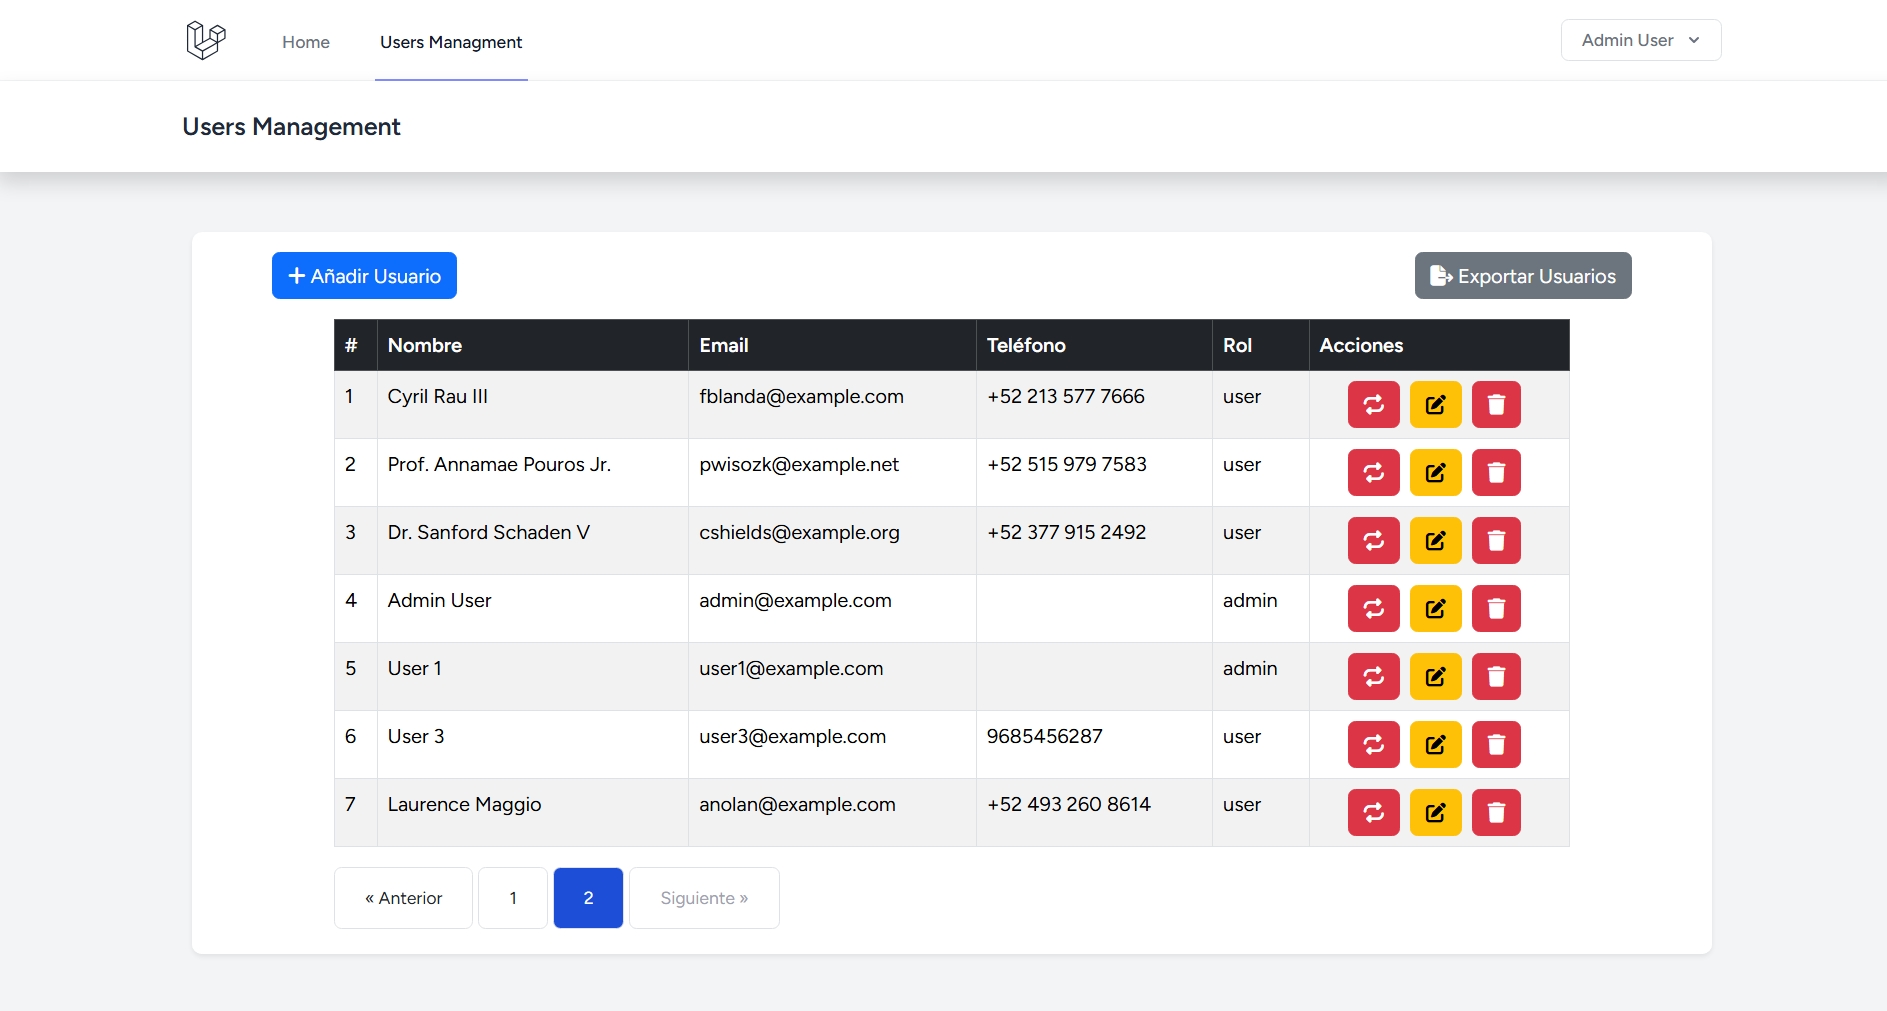 Home Users Managment Admin User
Users Management
Añadir Usuario Exportar Usuarios
# Nombre Email Teléfono Rol Acciones
1 Cyril Rau III fblanda@example.com +52 213 577 7666 user
2 Prof. Annamae Pouros Jr. pwisozk@example.net +52 515 979 7583 user
3 Dr. Sanford Schaden V cshields@example.org +52 377 915 2492 user
4 Admin User admin@example.com admin
5 User 1 user1@example.com admin
6 User 3 user3@example.com 9685456287 user
7 Laurence Maggio anolan@example.com +52 493 260 8614 user
« Anterior 1 2 Siguiente »